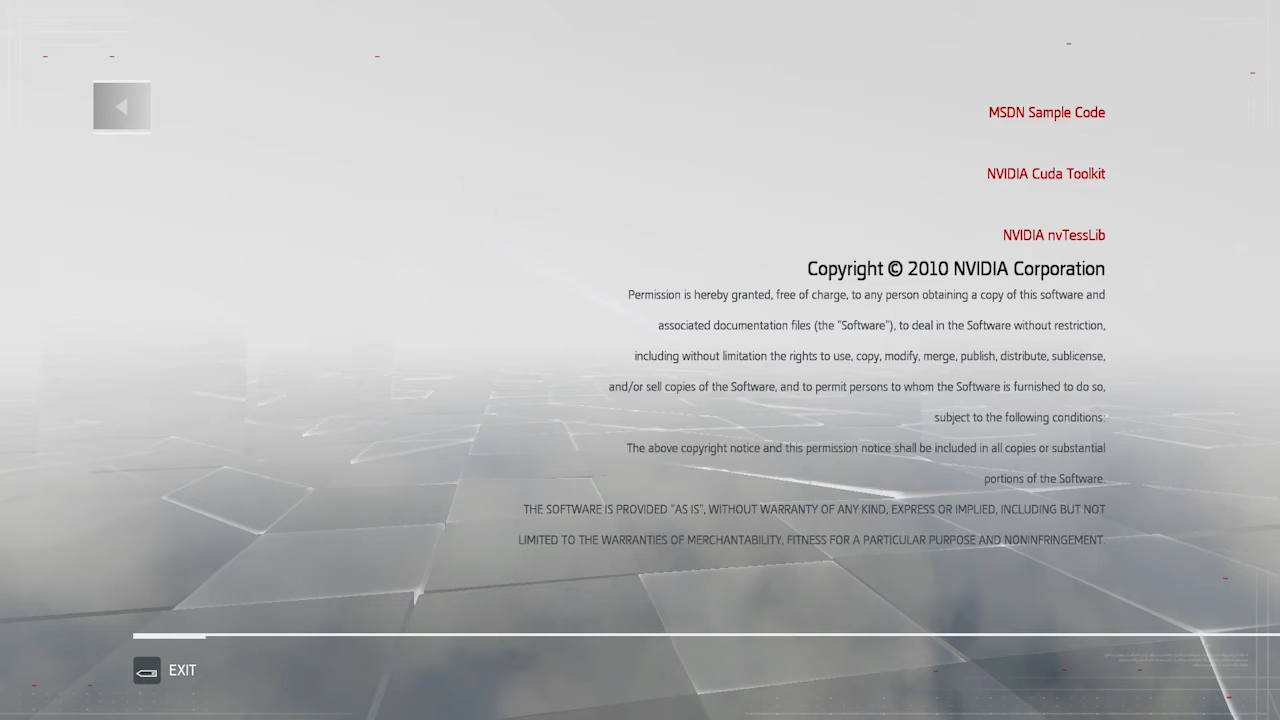 MSDN Sample Code
NVIDIA Cuda Toolkit
NVIDIA nvTessLib
Copyright © 2010 NVIDIA Corporation
Permission is hereby granted, free of charge, to any person obtaining a copy of this software and
associated documentation files (the "Software"), to deal in the Software without restriction,
including without limitation the rights to use, copy, modify, merge, publish, distribute, sublicense,
and/or sell copies of the Software, and to permit persons to whom the Software is furnished to do so,
subject to the following conditions:
The above copyright notice and this permission notice shall be included in all copies or substantial
portions of the Software.
THE SOFTWARE IS PROVIDED "AS IS", WITHOUT WARRANTY OF ANY KIND, EXPRESS OR IMPLIED, INCLUDING BUT NOT
LIMITED TO THE WARRANTIES OF MERCHANTABILITY, FITNESS FOR A PARTICULAR PURPOSE AND NONINFRINGEMENT.
EXIT